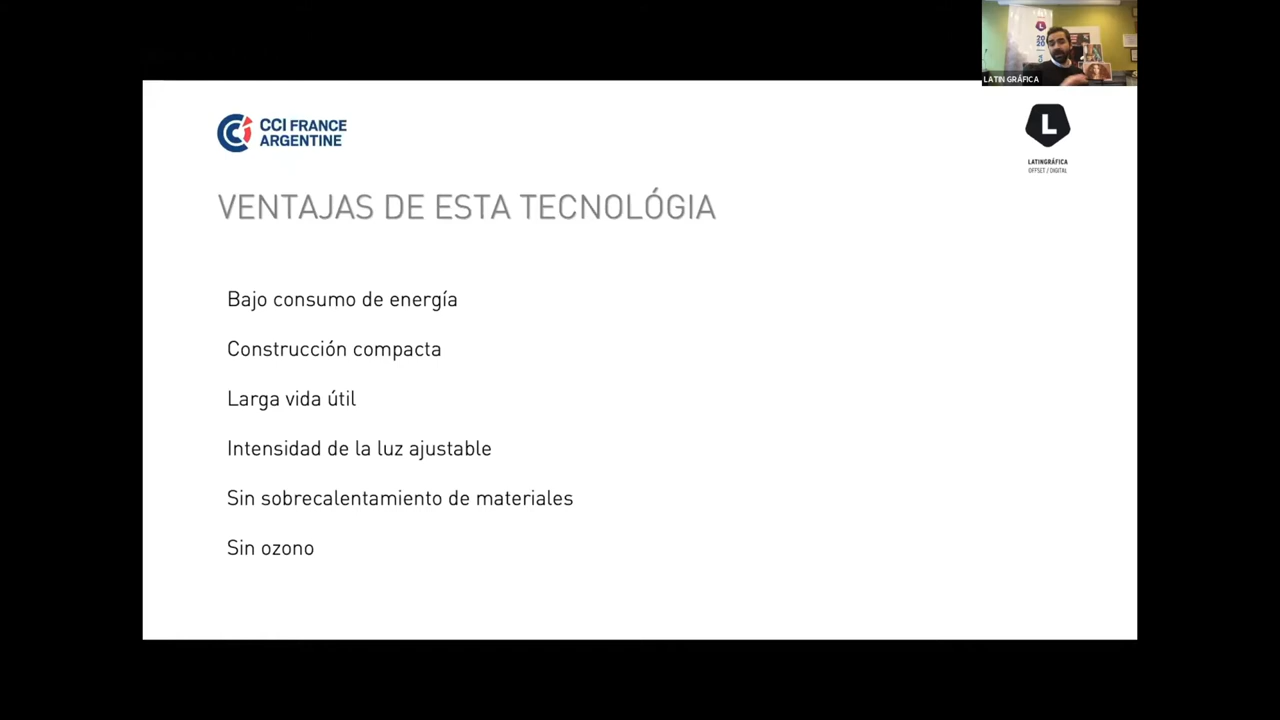 LATIN GRÁFICA
CCI FRANCE
ARGENTINE
L
LATINGRÁFICA
OFFSET / DIGITAL
VENTAJAS DE ESTA TECNOLÓGIA
Bajo consumo de energía
Construcción compacta
Larga vida útil
Intensidad de la luz ajustable
Sin sobrecalentamiento de materiales
Sin ozono